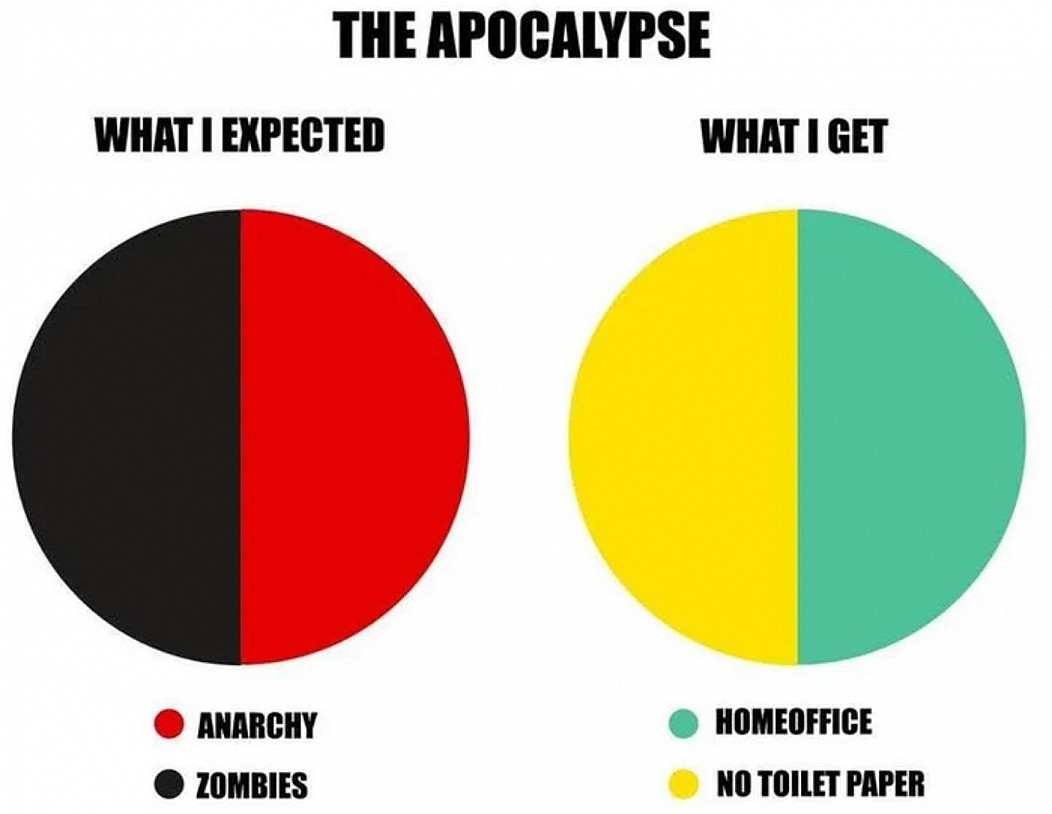 THE APOCALYPSE
WHAT I EXPECTED
WHAT I GET
ANARCHY
ZOMBIES
HOMEOFFICE
NO TOILET PAPER